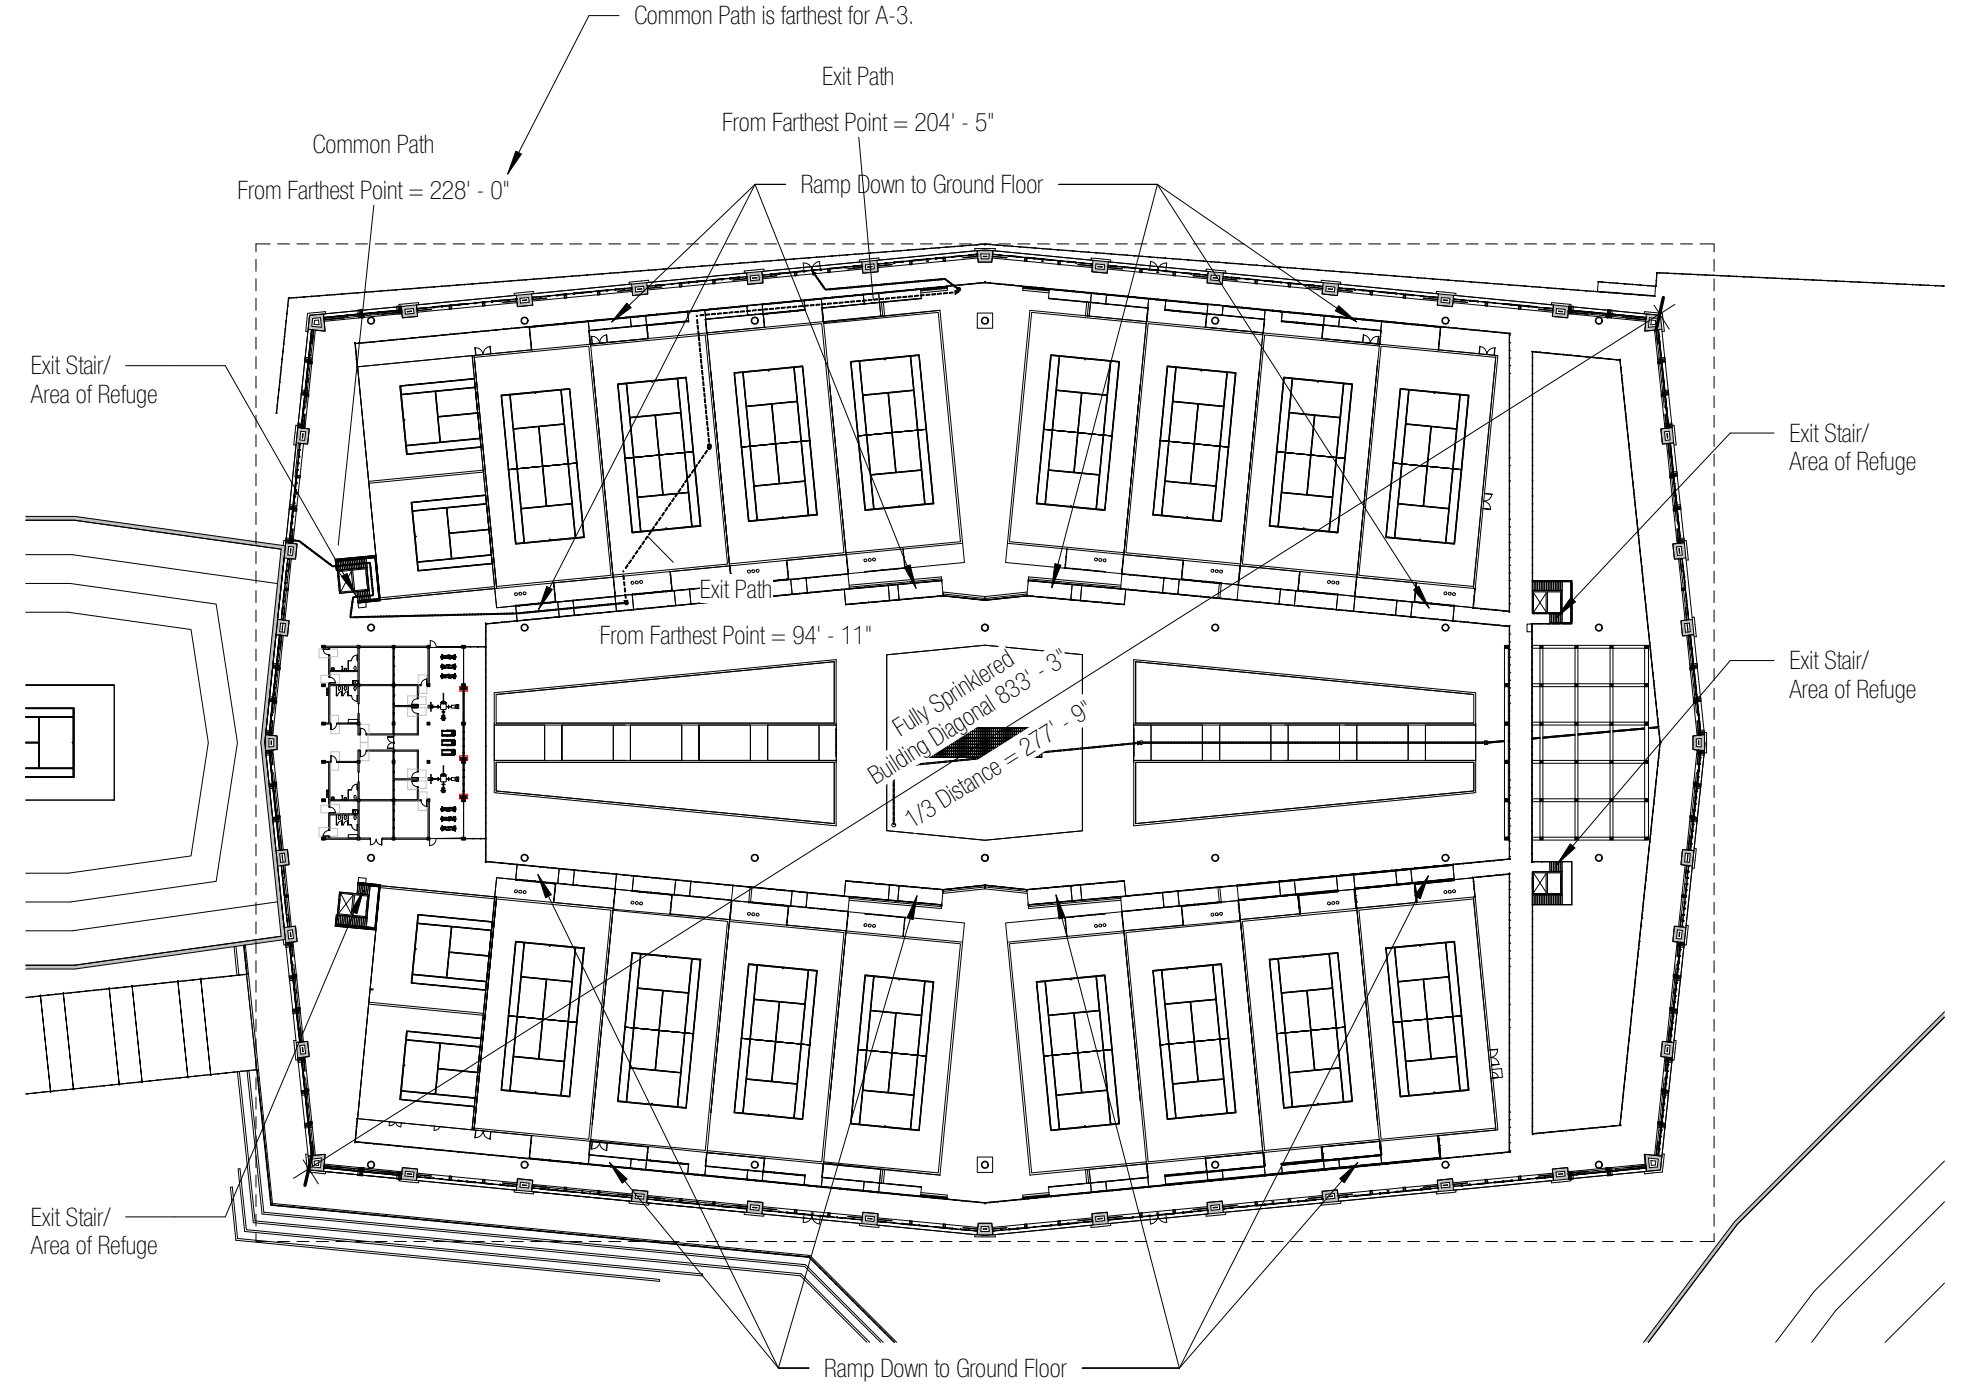 Common Path is farthest for A-3.
Exit Path
From Farthest Point = 204' - 5"
Common Path
From Farthest Point = 228' - 0"
Ramp Down to Ground Floor
Exit Stair/
Area of Refuge
Exit Stair/
Area of Refuge
Exit Path
From Farthest Point = 94' - 11"
Fully Sprinklered
Building Diagonal 833' - 3"
1/3 Distance = 277' - 9"
Exit Stair/
Area of Refuge
Exit Stair/
Area of Refuge
Ramp Down to Ground Floor